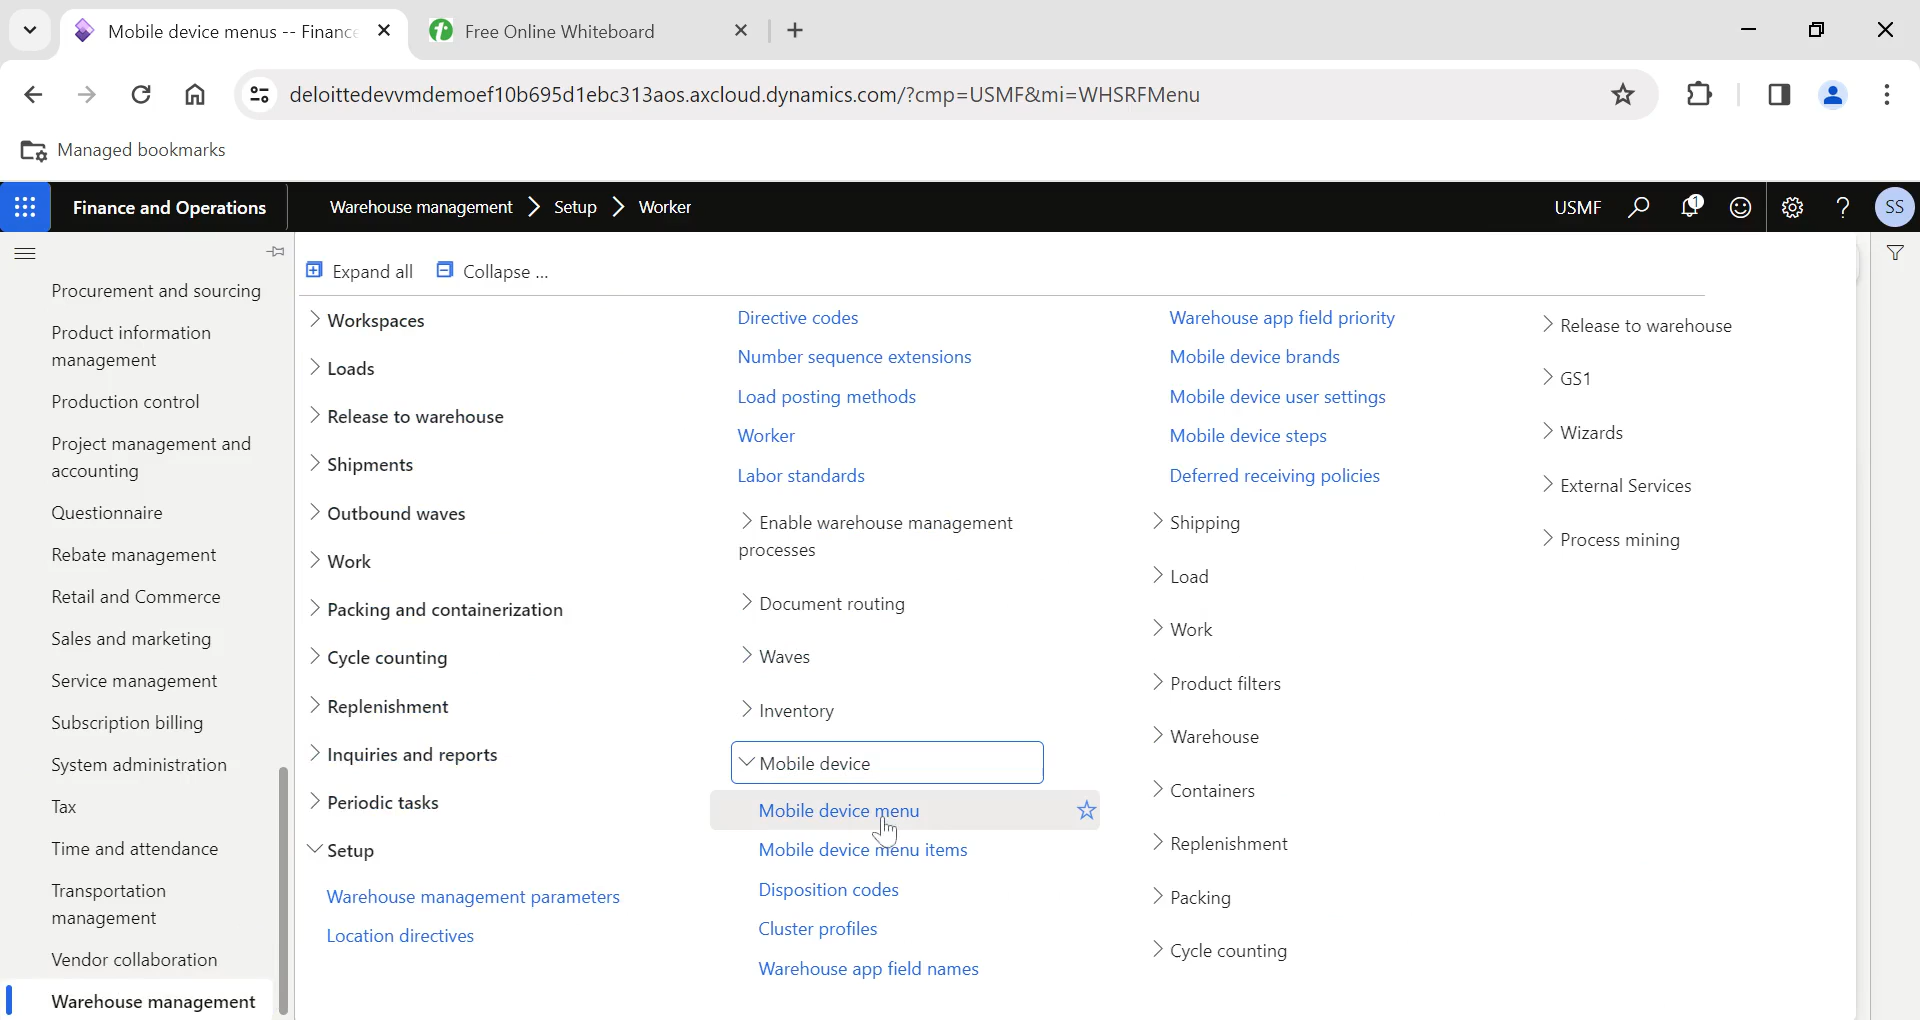 Mobile device menus -- Finance
Free Online Whiteboard
deloittedevvmdemoef10b695d1ebc313aos.axcloud.dynamics.com/?cmp=USMF&mi=WHSRFMenu
Managed bookmarks
Finance and Operations
Warehouse management
Setup
Worker
USMF
1
?
SS
Procurement and sourcing
Product information
management
Production control
Project management and
accounting
Questionnaire
Rebate management
Retail and Commerce
Sales and marketing
Service management
Subscription billing
System administration
Tax
Time and attendance
Transportation
management
Vendor collaboration
Warehouse management
Expand all
Collapse ...
Workspaces
Loads
Release to warehouse
Shipments
Outbound waves
Work
Packing and containerization
Cycle counting
Replenishment
Inquiries and reports
Periodic tasks
Setup
Warehouse management parameters
Location directives
Directive codes
Number sequence extensions
Load posting methods
Worker
Labor standards
Enable warehouse management
processes
Document routing
Waves
Inventory
Mobile device
Mobile device menu
Mobile device menu items
Disposition codes
Cluster profiles
Warehouse app field names
Warehouse app field priority
Mobile device brands
Mobile device user settings
Mobile device steps
Deferred receiving policies
Shipping
Load
Work
Product filters
Warehouse
Containers
Replenishment
Packing
Cycle counting
Release to warehouse
GS1
Wizards
External Services
Process mining